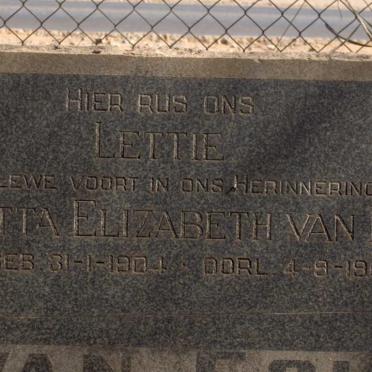 HIER RUS ONS
LETTIE
LEWE VOORT IN ONS HERINNERING
TTA ELIZABETH VAN
GEB 31-1-1904 · OORL 4-8-19
VAN